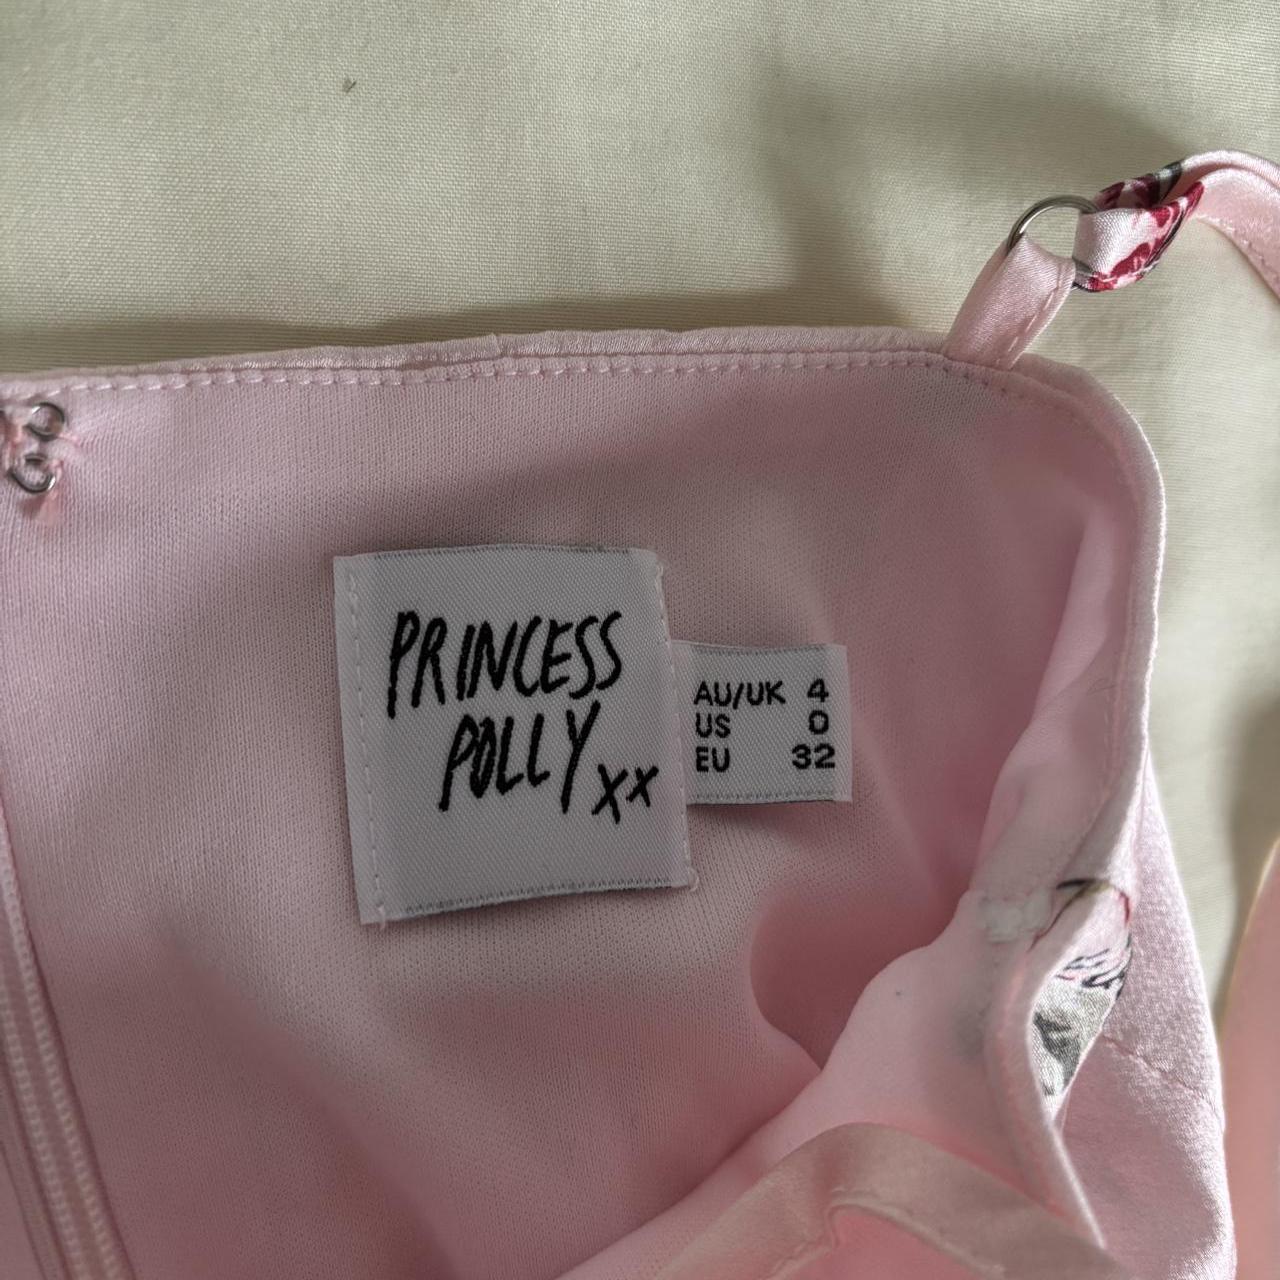 PRINCESS
POLLY xx
AU/UK 4
US 0
EU 32